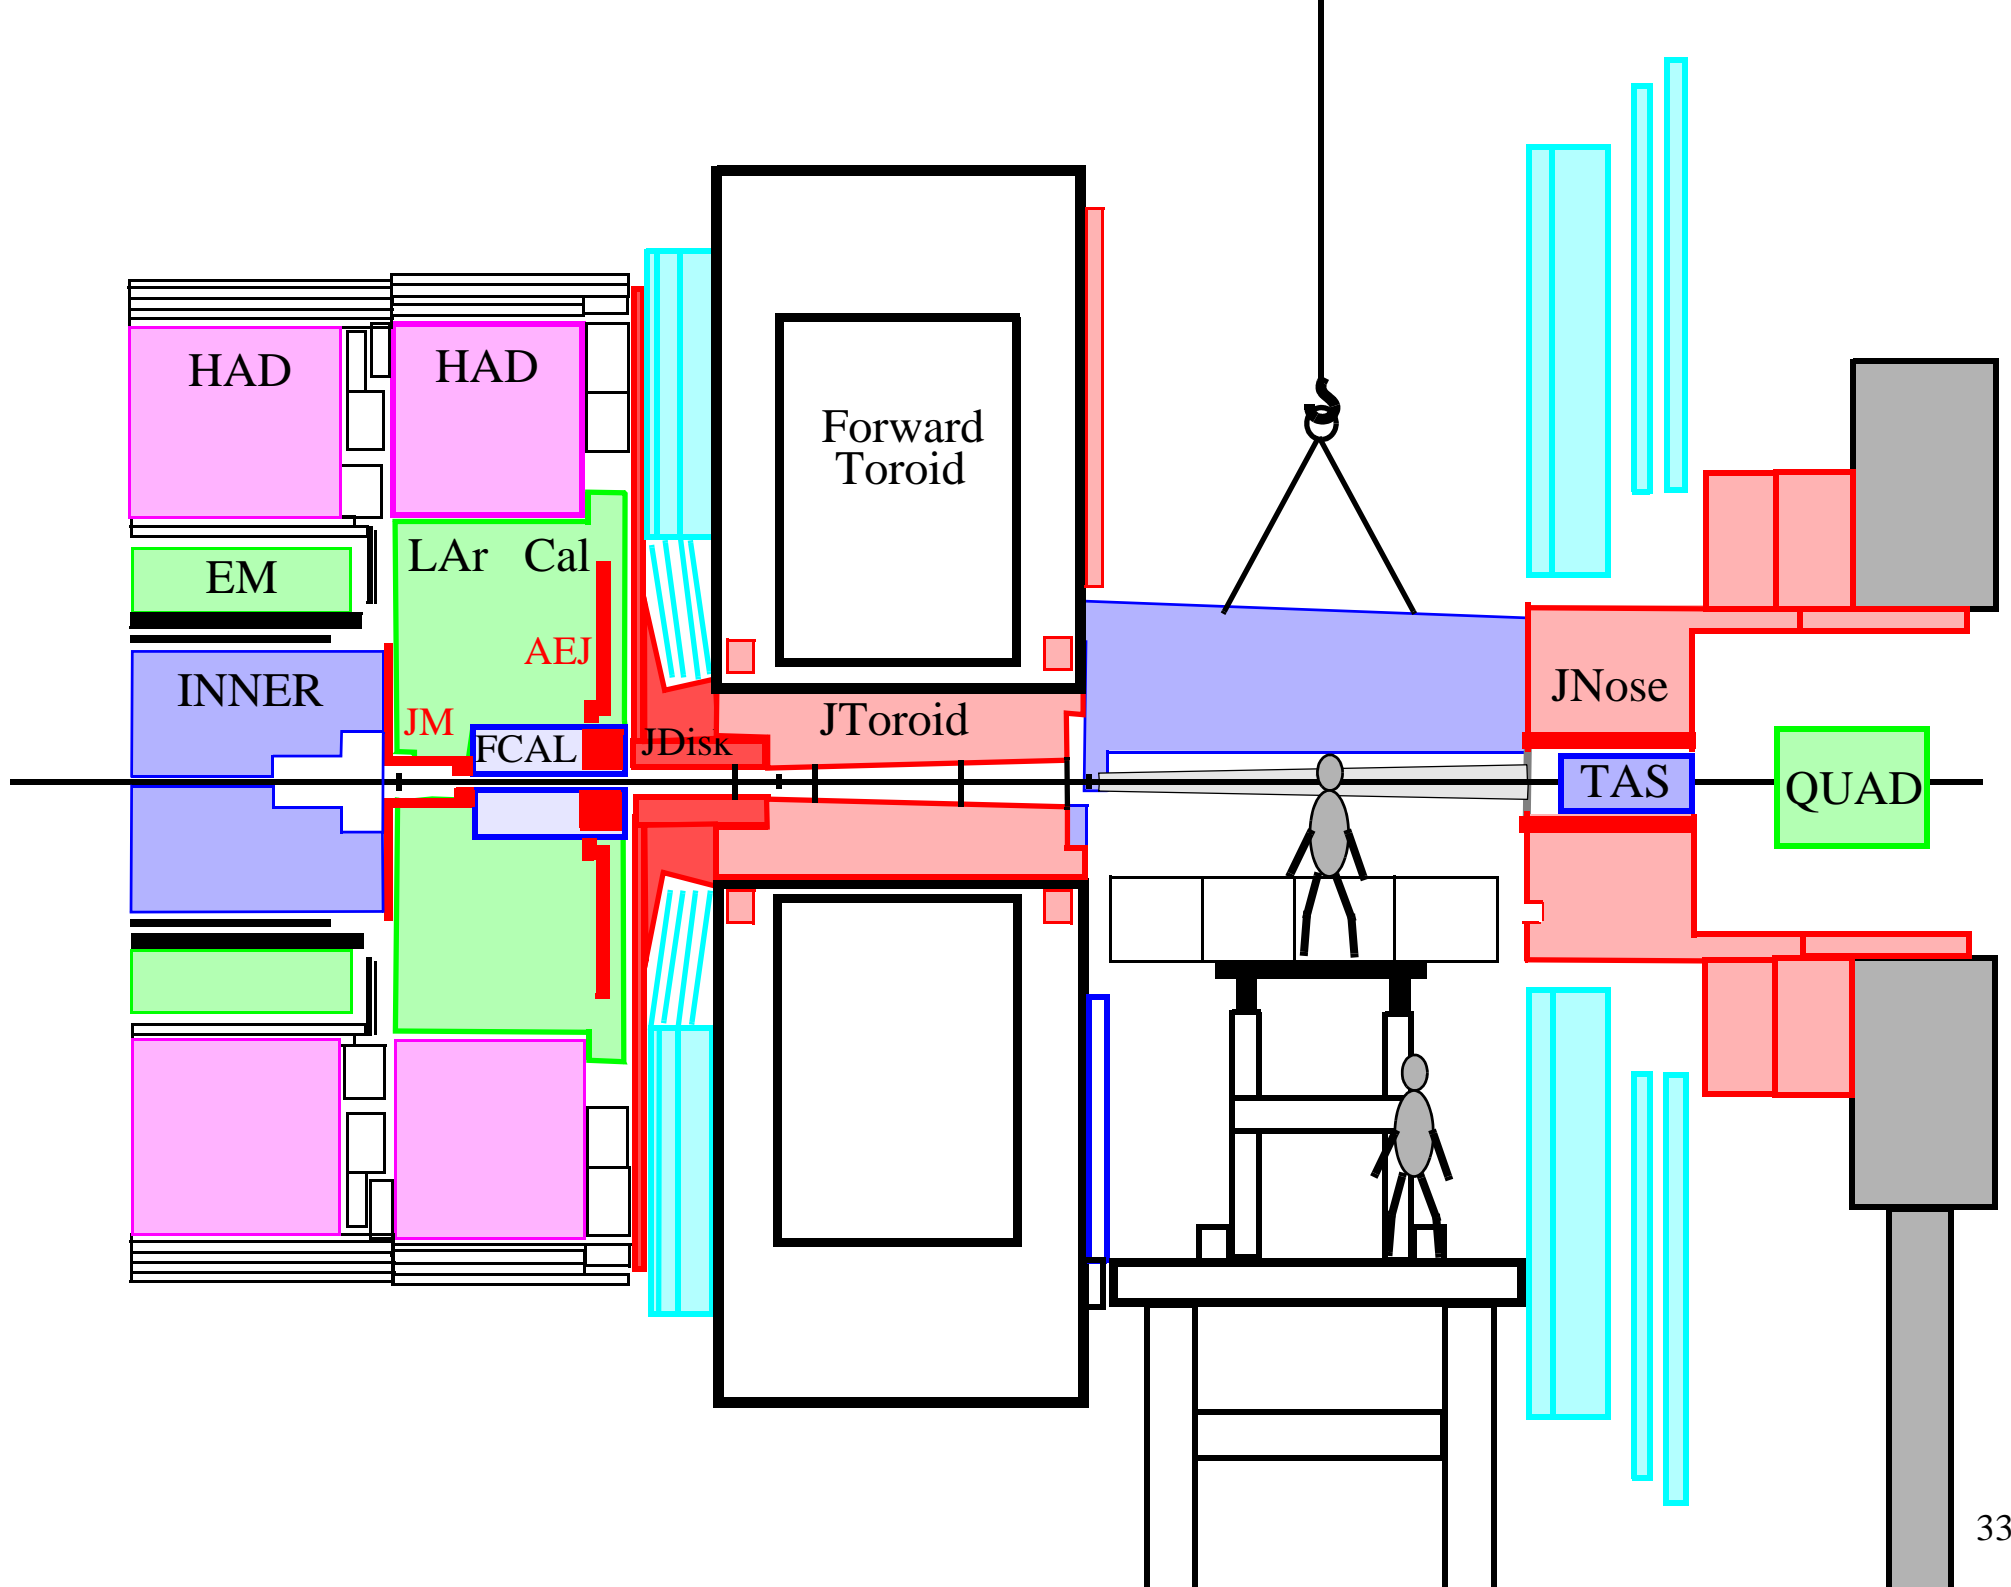 HAD
HAD
Forward
Toroid
LAr Cal
EM
AEJ
INNER
JM
FCAL
JDisk
JToroid
JNose
TAS
QUAD
33